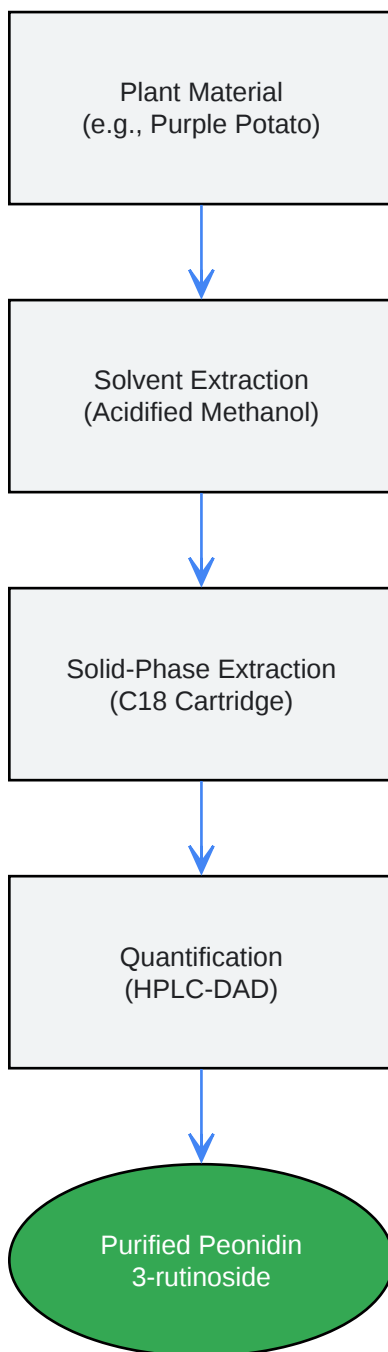 Plant Material
(e.g., Purple Potato)
Solvent Extraction
(Acidified Methanol)
Solid-Phase Extraction
(C18 Cartridge)
Quantification
(HPLC-DAD)
Purified Peonidin
3-rutinoside